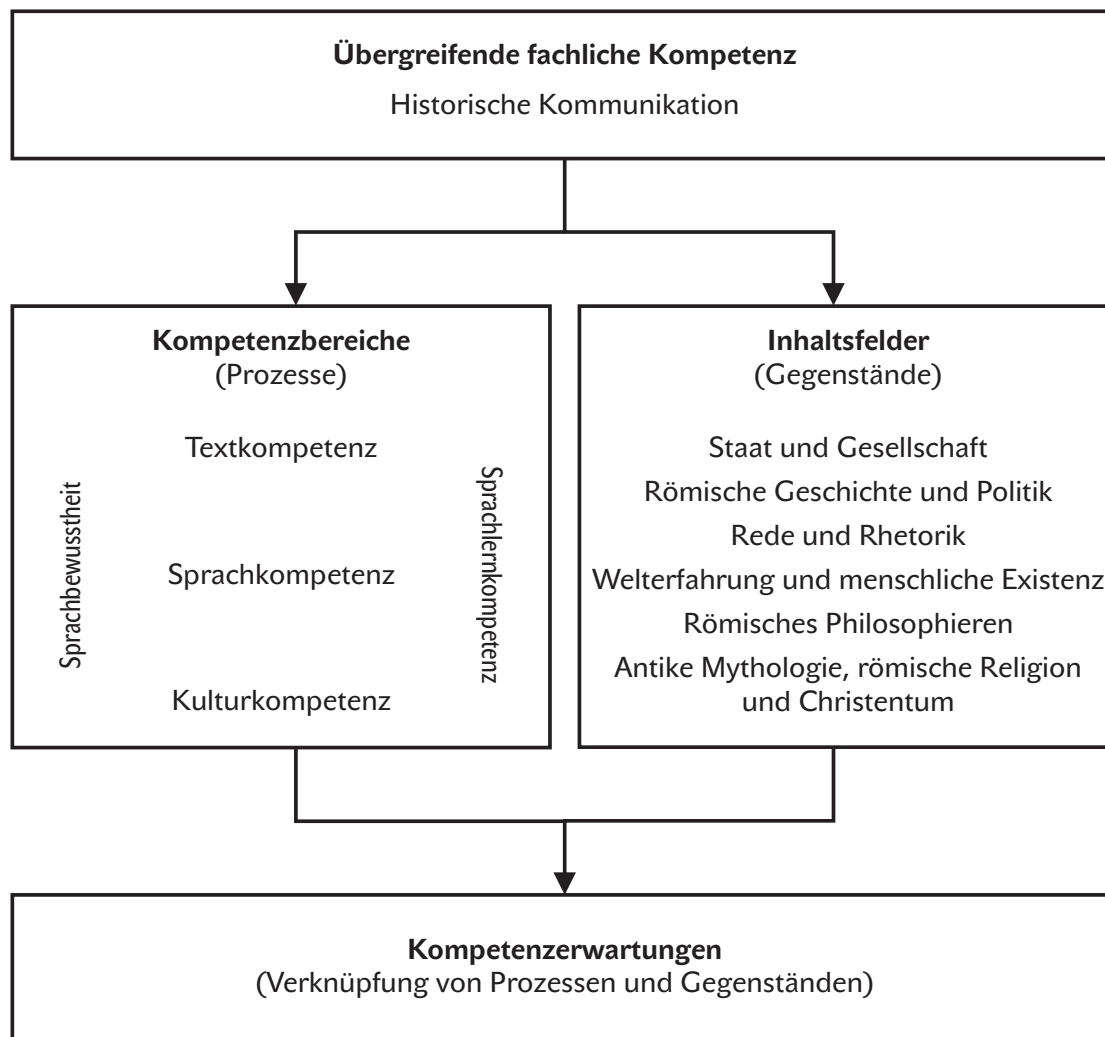 Übergreifende fachliche Kompetenz
Historische Kommunikation
Kompetenzbereiche
(Prozesse)
Textkompetenz
Sprachbewusstheit
Sprachkompetenz
Sprachlernkompetenz
Kulturkompetenz
Inhaltsfelder
(Gegenstände)
Staat und Gesellschaft
Römische Geschichte und Politik
Rede und Rhetorik
Welterfahrung und menschliche Existenz
Römisches Philosophieren
Antike Mythologie, römische Religion
und Christentum
Kompetenzerwartungen
(Verknüpfung von Prozessen und Gegenständen)